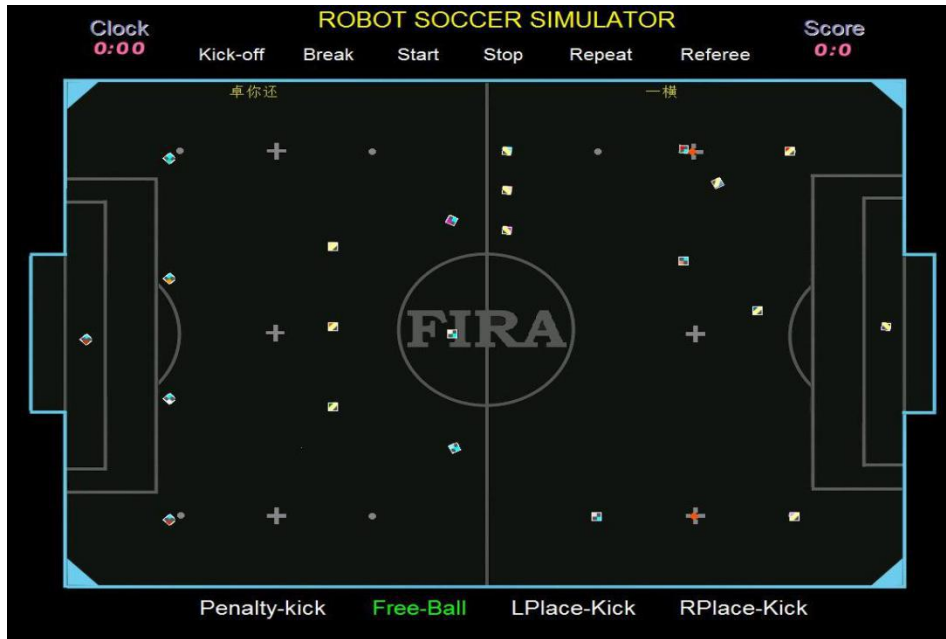 ROBOT SOCCER SIMULATOR
Clock
0:00
Score
0:0
Kick-off Break Start Stop Repeat Referee
卓你还 一横
FIRA
Penalty-kick Free-Ball LPlace-Kick RPlace-Kick